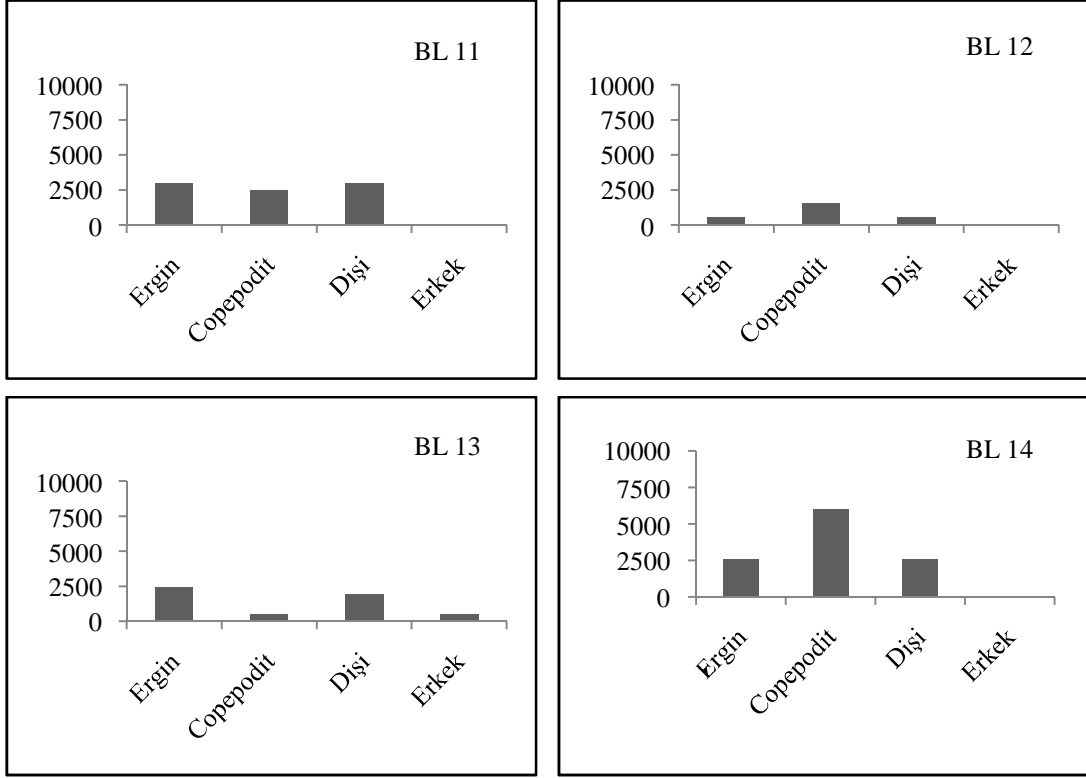 BL 11
10000
7500
5000
2500
0
Ergin
Copepodit
Dişi
Erkek
BL 12
10000
7500
5000
2500
0
Ergin
Copepodit
Dişi
Erkek
BL 13
10000
7500
5000
2500
0
Ergin
Copepodit
Dişi
Erkek
BL 14
10000
7500
5000
2500
0
Ergin
Copepodit
Dişi
Erkek